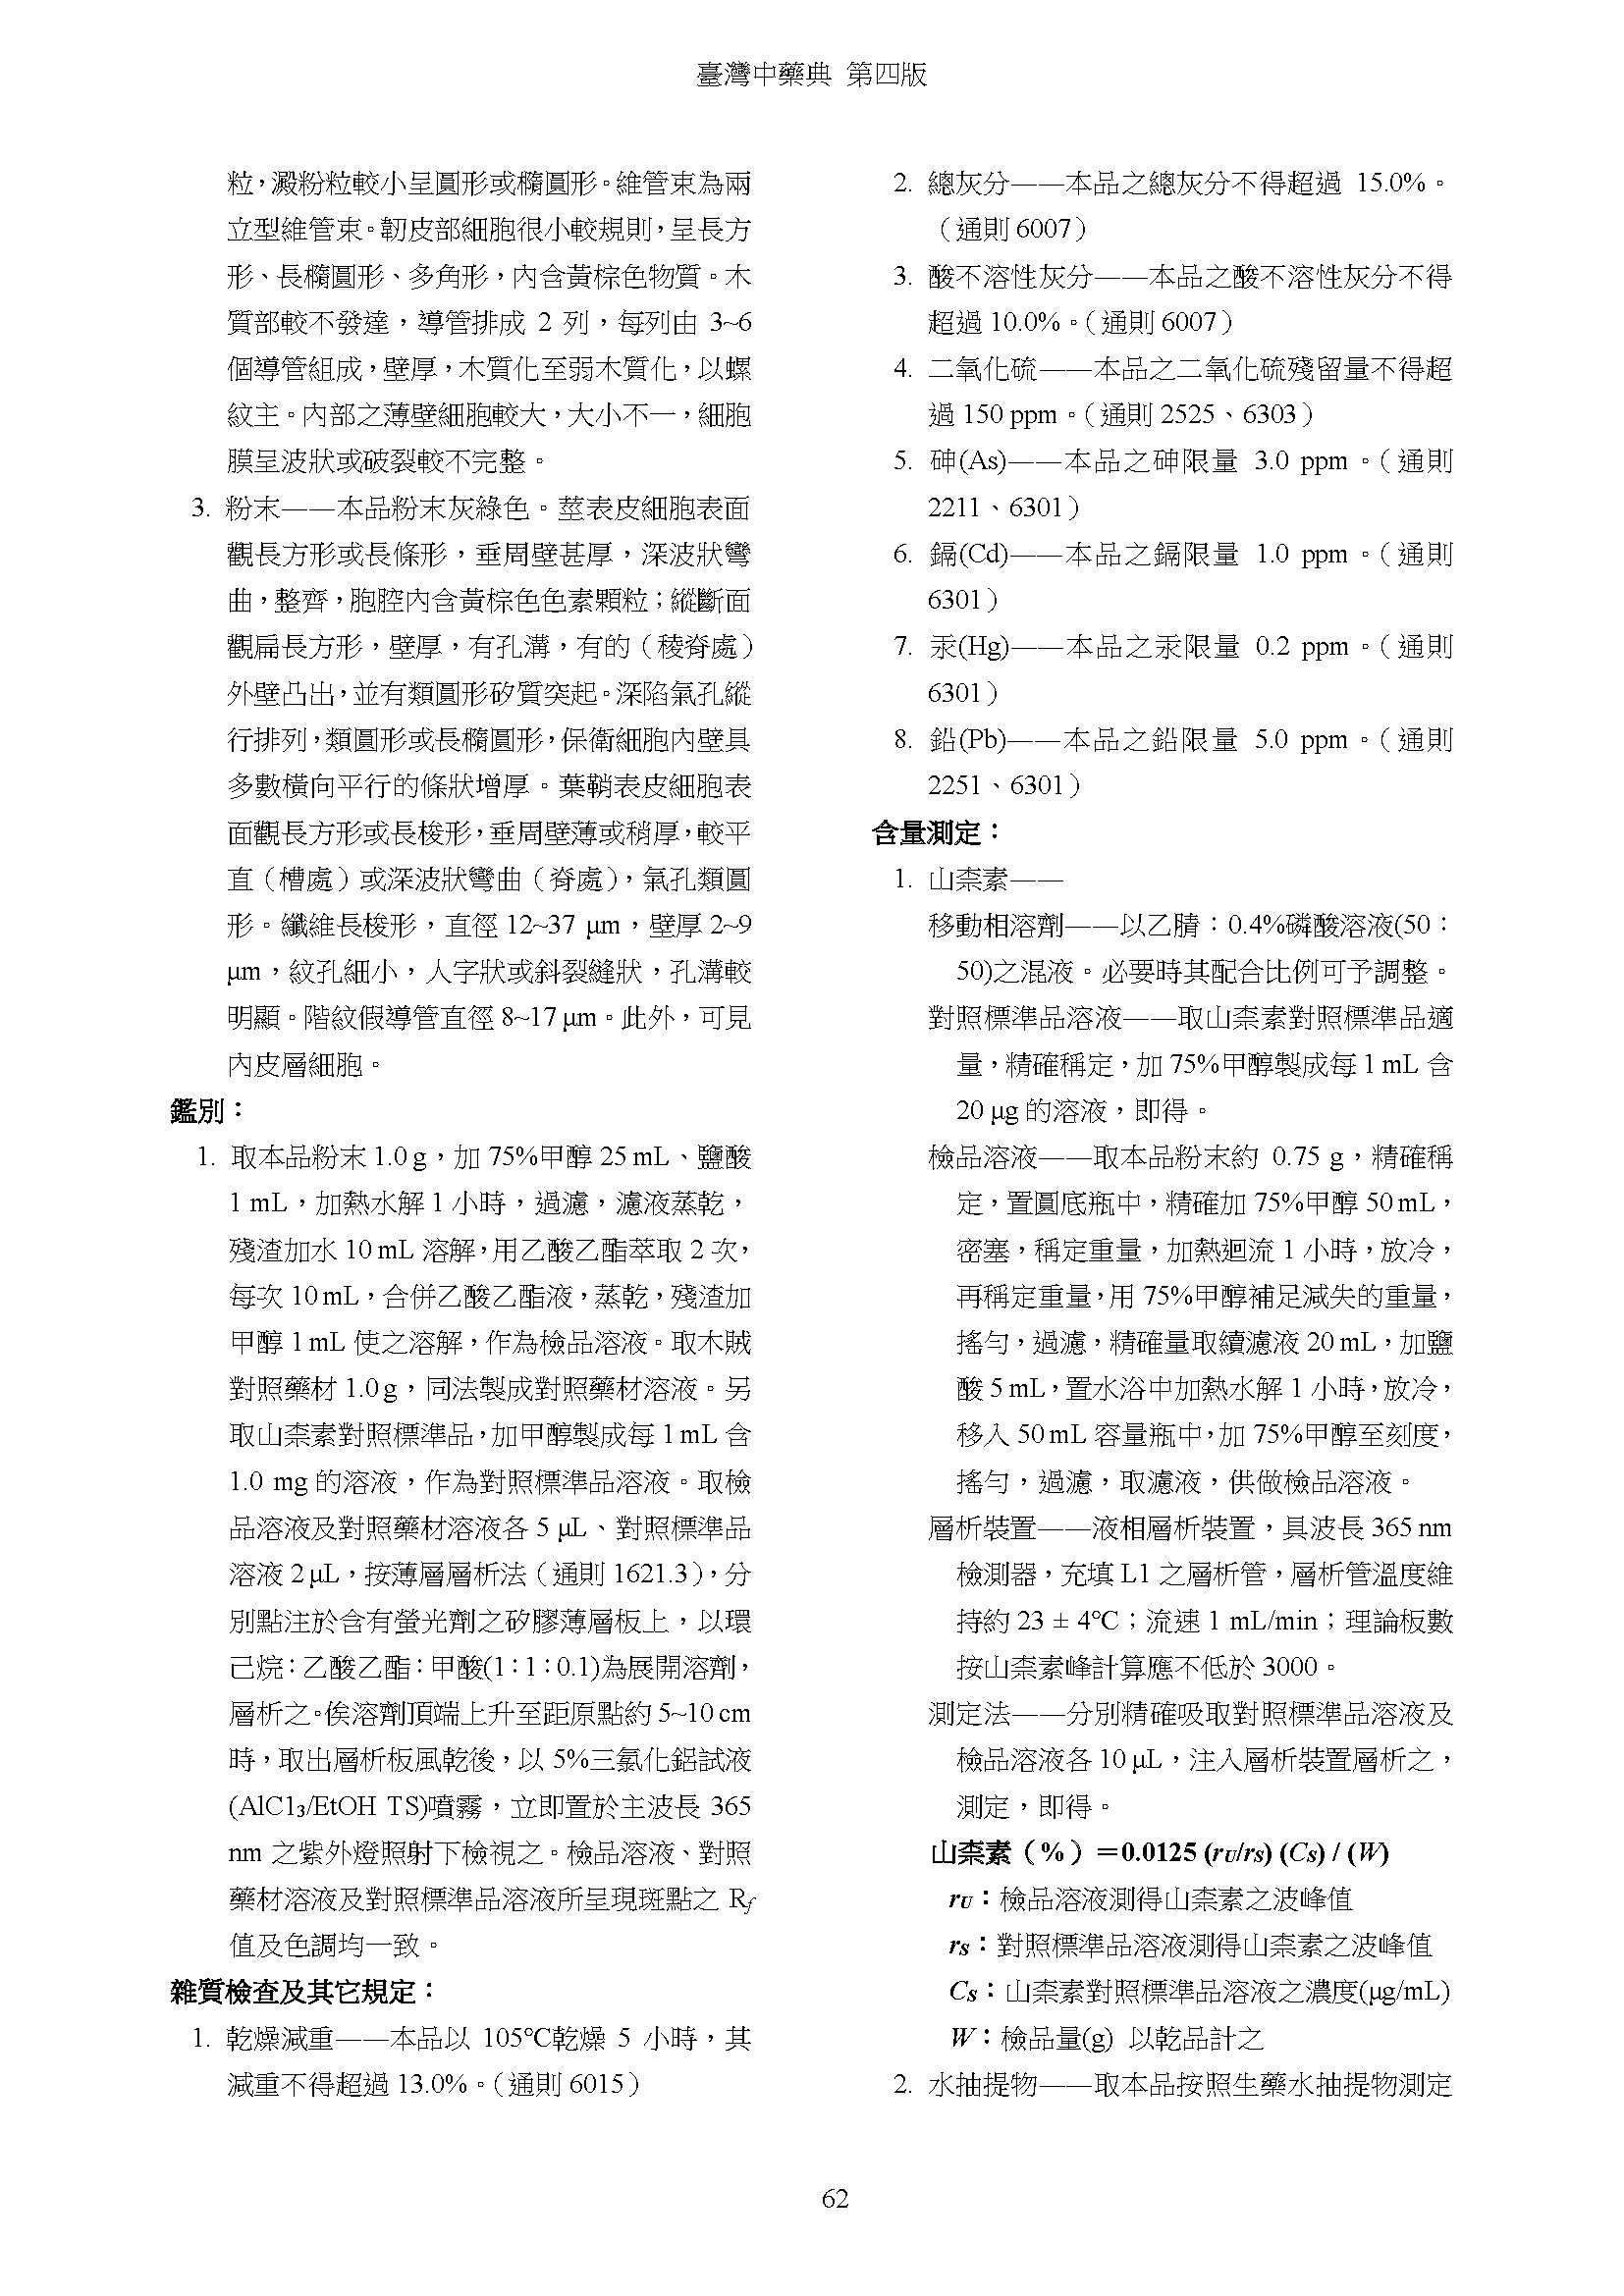 臺灣中藥典 第四版
粒，澱粉粒較小呈圓形或橢圓形。維管束為兩
立型維管束。韌皮部細胞很小較規則，呈長方
形、長橢圓形、多角形，內含黃棕色物質。木
質部較不發達，導管排成 2 列，每列由 3~6
個導管組成，壁厚，木質化至弱木質化，以螺
紋主。內部之薄壁細胞較大，大小不一，細胞
膜呈波狀或破裂較不完整。
3. 粉末——本品粉末灰綠色。莖表皮細胞表面
觀長方形或長條形，垂周壁甚厚，深波狀彎
曲，整齊，胞腔內含黃棕色色素顆粒；縱斷面
觀扁長方形，壁厚，有孔溝，有的（稜脊處）
外壁凸出，並有類圓形矽質突起。深陷氣孔縱
行排列，類圓形或長橢圓形，保衛細胞內壁具
多數橫向平行的條狀增厚。葉鞘表皮細胞表
面觀長方形或長梭形，垂周壁薄或稍厚，較平
直（槽處）或深波狀彎曲（脊處），氣孔類圓
形。纖維長梭形，直徑 12~37 μm，壁厚 2~9
μm，紋孔細小，人字狀或斜裂縫狀，孔溝較
明顯。階紋假導管直徑 8~17 μm。此外，可見
內皮層細胞。
鑑別：
1. 取本品粉末 1.0 g，加 75%甲醇 25 mL、鹽酸
1 mL，加熱水解 1 小時，過濾，濾液蒸乾，
殘渣加水 10 mL 溶解，用乙酸乙酯萃取 2 次，
每次 10 mL，合併乙酸乙酯液，蒸乾，殘渣加
甲醇 1 mL 使之溶解，作為檢品溶液。取木賊
對照藥材 1.0 g，同法製成對照藥材溶液。另
取山柰素對照標準品，加甲醇製成每 1 mL 含
1.0 mg 的溶液，作為對照標準品溶液。取檢
品溶液及對照藥材溶液各 5 μL、對照標準品
溶液 2 μL，按薄層層析法（通則 1621.3），分
別點注於含有螢光劑之矽膠薄層板上，以環
己烷：乙酸乙酯：甲酸(1：1：0.1)為展開溶劑，
層析之。俟溶劑頂端上升至距原點約 5~10 cm
時，取出層析板風乾後，以 5%三氯化鋁試液
(AlCl₃/EtOH TS)噴霧，立即置於主波長 365
nm 之紫外燈照射下檢視之。檢品溶液、對照
藥材溶液及對照標準品溶液所呈現斑點之 Rf
值及色調均一致。
雜質檢查及其它規定：
1. 乾燥減重——本品以 105℃乾燥 5 小時，其
減重不得超過 13.0%。（通則 6015）
2. 總灰分——本品之總灰分不得超過 15.0%。
（通則 6007）
3. 酸不溶性灰分——本品之酸不溶性灰分不得
超過 10.0%。（通則 6007）
4. 二氧化硫——本品之二氧化硫殘留量不得超
過 150 ppm。（通則 2525、6303）
5. 砷(As)——本品之砷限量 3.0 ppm。（通則
2211、6301）
6. 鎘(Cd)——本品之鎘限量 1.0 ppm。（通則
6301）
7. 汞(Hg)——本品之汞限量 0.2 ppm。（通則
6301）
8. 鉛(Pb)——本品之鉛限量 5.0 ppm。（通則
2251、6301）
含量測定：
1. 山柰素——
移動相溶劑——以乙腈：0.4%磷酸溶液(50：
50)之混液。必要時其配合比例可予調整。
對照標準品溶液——取山柰素對照標準品適
量，精確稱定，加 75%甲醇製成每 1 mL 含
20 μg 的溶液，即得。
檢品溶液——取本品粉末約 0.75 g，精確稱
定，置圓底瓶中，精確加 75%甲醇 50 mL，
密塞，稱定重量，加熱迴流 1 小時，放冷，
再稱定重量，用 75%甲醇補足減失的重量，
搖勻，過濾，精確量取續濾液 20 mL，加鹽
酸 5 mL，置水浴中加熱水解 1 小時，放冷，
移入 50 mL 容量瓶中，加 75%甲醇至刻度，
搖勻，過濾，取濾液，供做檢品溶液。
層析裝置——液相層析裝置，具波長 365 nm
檢測器，充填 L1 之層析管，層析管溫度維
持約 23 ± 4℃；流速 1 mL/min；理論板數
按山柰素峰計算應不低於 3000。
測定法——分別精確吸取對照標準品溶液及
檢品溶液各 10 μL，注入層析裝置層析之，
測定，即得。
山柰素（%）＝0.0125 (rU/rS) (CS) / (W)
rU：檢品溶液測得山柰素之波峰值
rS：對照標準品溶液測得山柰素之波峰值
CS：山柰素對照標準品溶液之濃度(μg/mL)
W：檢品量(g) 以乾品計之
2. 水抽提物——取本品按照生藥水抽提物測定
62